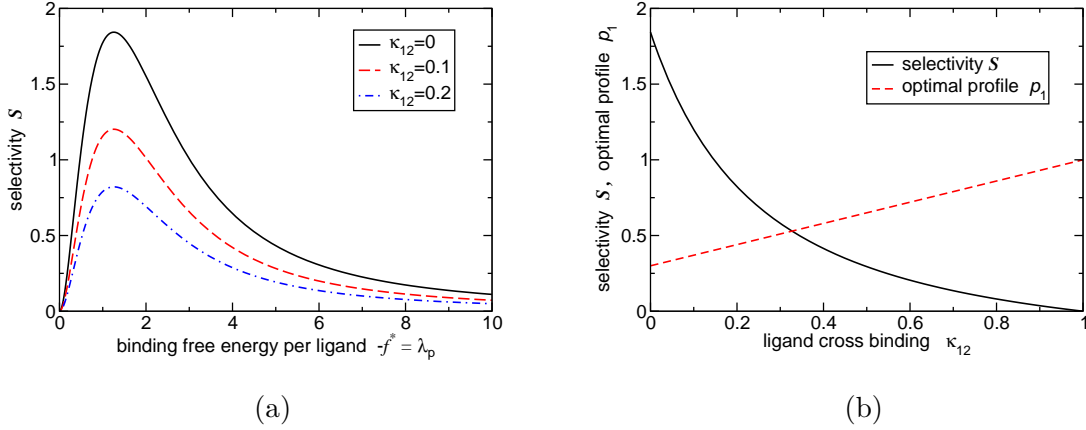 2
1.5
1
0.5
0
selectivity S
κ12=0
κ12=0.1
κ12=0.2
0 2 4 6 8 10
binding free energy per ligand -f* = λp
(a)
2
1.5
1
0.5
0
selectivity S , optimal profile p1
selectivity S
optimal profile p1
0 0.2 0.4 0.6 0.8 1
ligand cross binding κ12
(b)